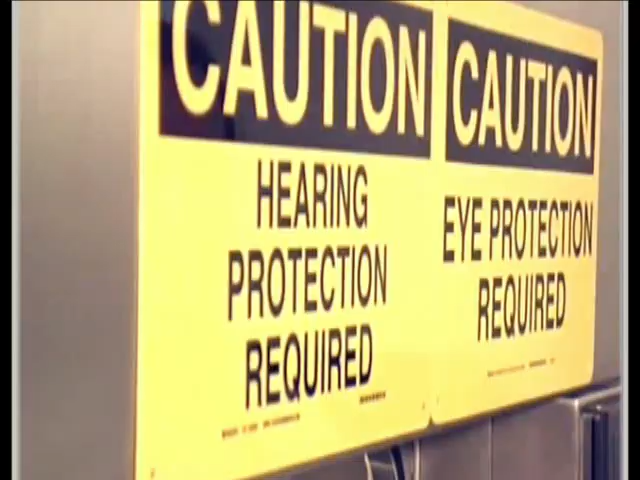 CAUTION
HEARING
PROTECTION
REQUIRED
CAUTION
EYE PROTECTION
REQUIRED